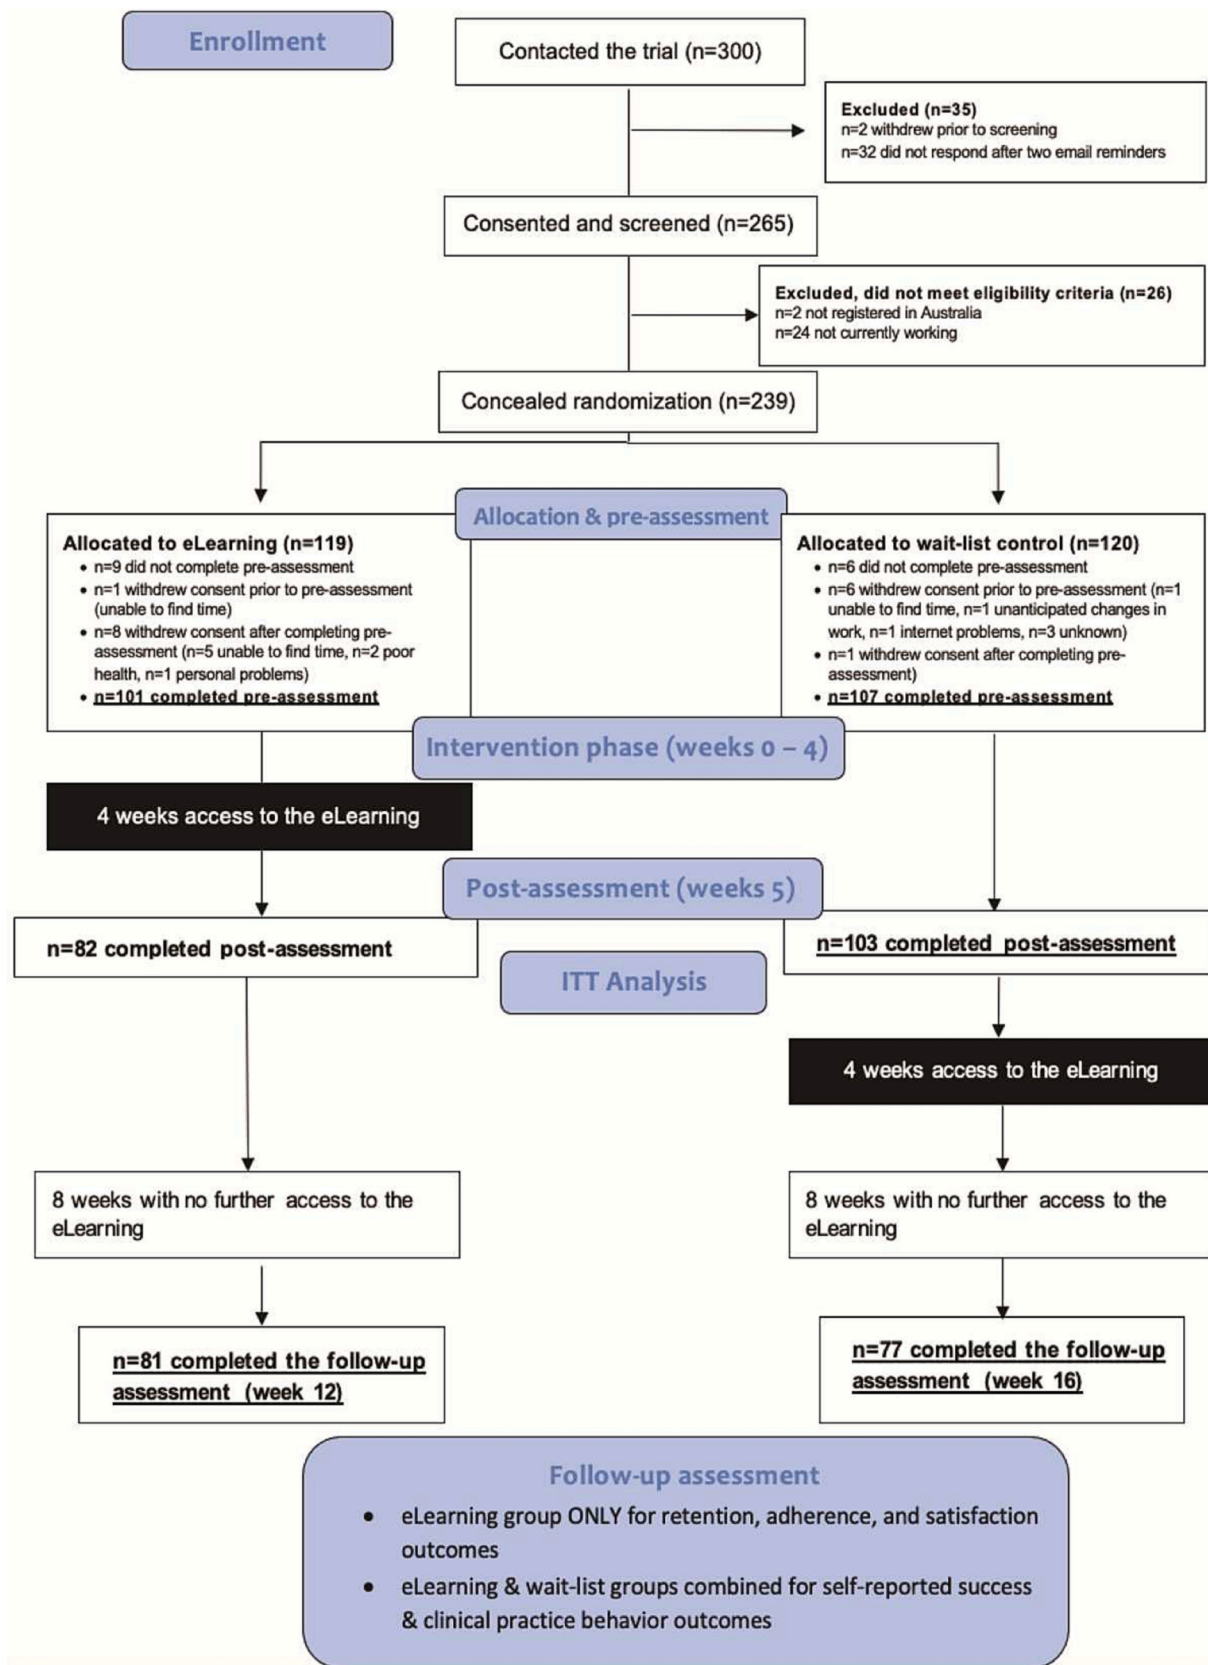 Enrollment
Contacted the trial (n=300)
Excluded (n=35)
n=2 withdrew prior to screening
n=32 did not respond after two email reminders
Consented and screened (n=265)
Excluded, did not meet eligibility criteria (n=26)
n=2 not registered in Australia
n=24 not currently working
Concealed randomization (n=239)
Allocation & pre-assessment
Allocated to eLearning (n=119)
• n=9 did not complete pre-assessment
• n=1 withdrew consent prior to pre-assessment
(unable to find time)
• n=8 withdrew consent after completing pre-
assessment (n=5 unable to find time, n=2 poor
health, n=1 personal problems)
• n=101 completed pre-assessment
Allocated to wait-list control (n=120)
• n=6 did not complete pre-assessment
• n=6 withdrew consent prior to pre-assessment (n=1
unable to find time, n=1 unanticipated changes in
work, n=1 internet problems, n=3 unknown)
• n=1 withdrew consent after completing pre-
assessment)
• n=107 completed pre-assessment
Intervention phase (weeks 0 – 4)
4 weeks access to the eLearning
Post-assessment (weeks 5)
n=82 completed post-assessment
n=103 completed post-assessment
ITT Analysis
4 weeks access to the eLearning
8 weeks with no further access to the
eLearning
8 weeks with no further access to the
eLearning
n=81 completed the follow-up
assessment (week 12)
n=77 completed the follow-up
assessment (week 16)
Follow-up assessment
• eLearning group ONLY for retention, adherence, and satisfaction
outcomes
• eLearning & wait-list groups combined for self-reported success
& clinical practice behavior outcomes